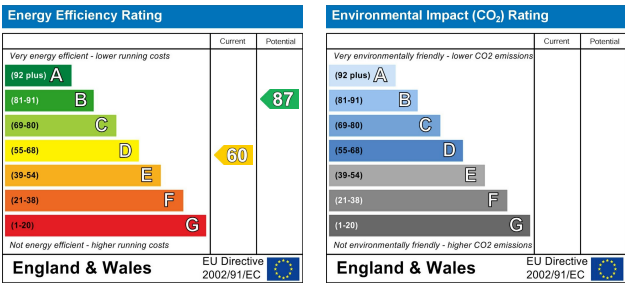 Energy Efficiency Rating
Current Potential
Very energy efficient - lower running costs
(92 plus) A
(81-91) B
87
(69-80) C
(55-68) D
60
(39-54) E
(21-38) F
(1-20) G
Not energy efficient - higher running costs
England & Wales
EU Directive
2002/91/EC
Environmental Impact (CO₂) Rating
Current Potential
Very environmentally friendly - lower CO2 emissions
(92 plus) A
(81-91) B
(69-80) C
(55-68) D
(39-54) E
(21-38) F
(1-20) G
Not environmentally friendly - higher CO2 emissions
England & Wales
EU Directive
2002/91/EC